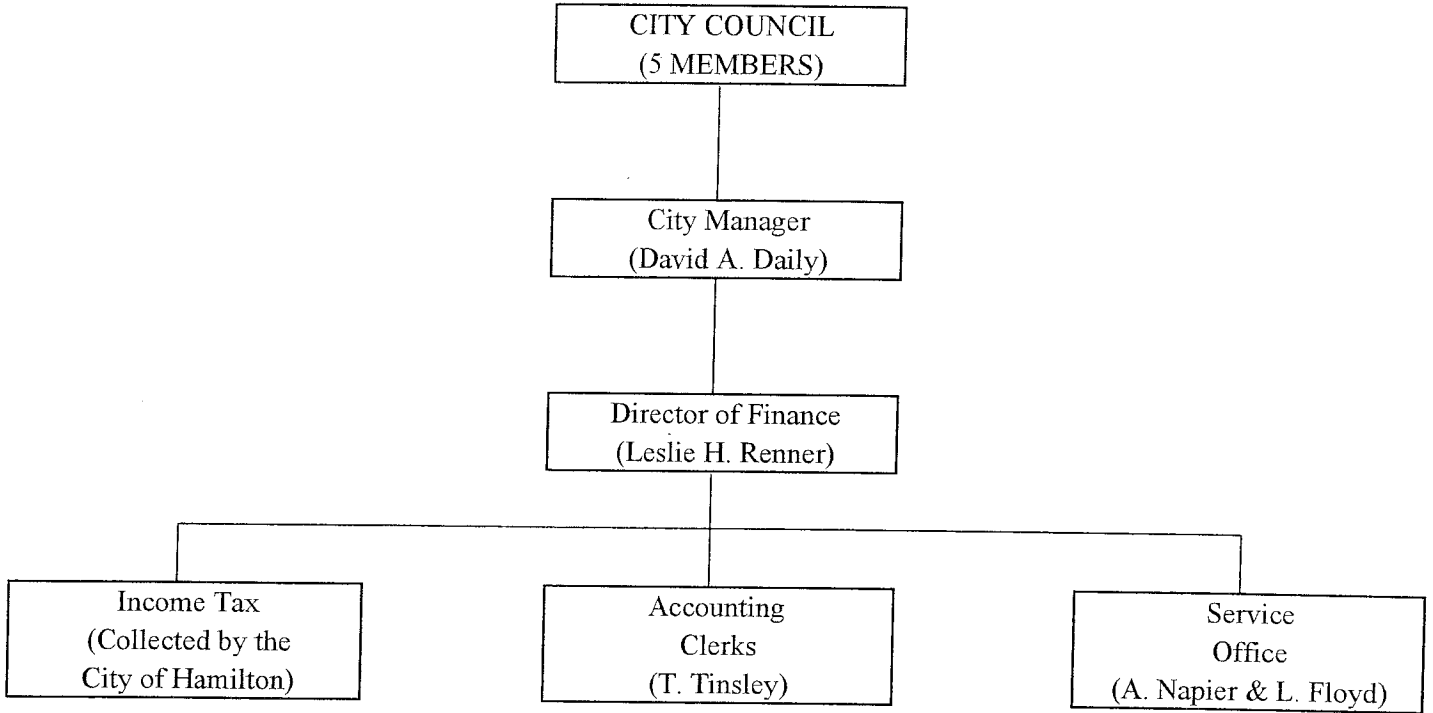 CITY COUNCIL
(5 MEMBERS)
City Manager
(David A. Daily)
Director of Finance
(Leslie H. Renner)
Income Tax
(Collected by the
City of Hamilton)
Accounting
Clerks
(T. Tinsley)
Service
Office
(A. Napier & L. Floyd)